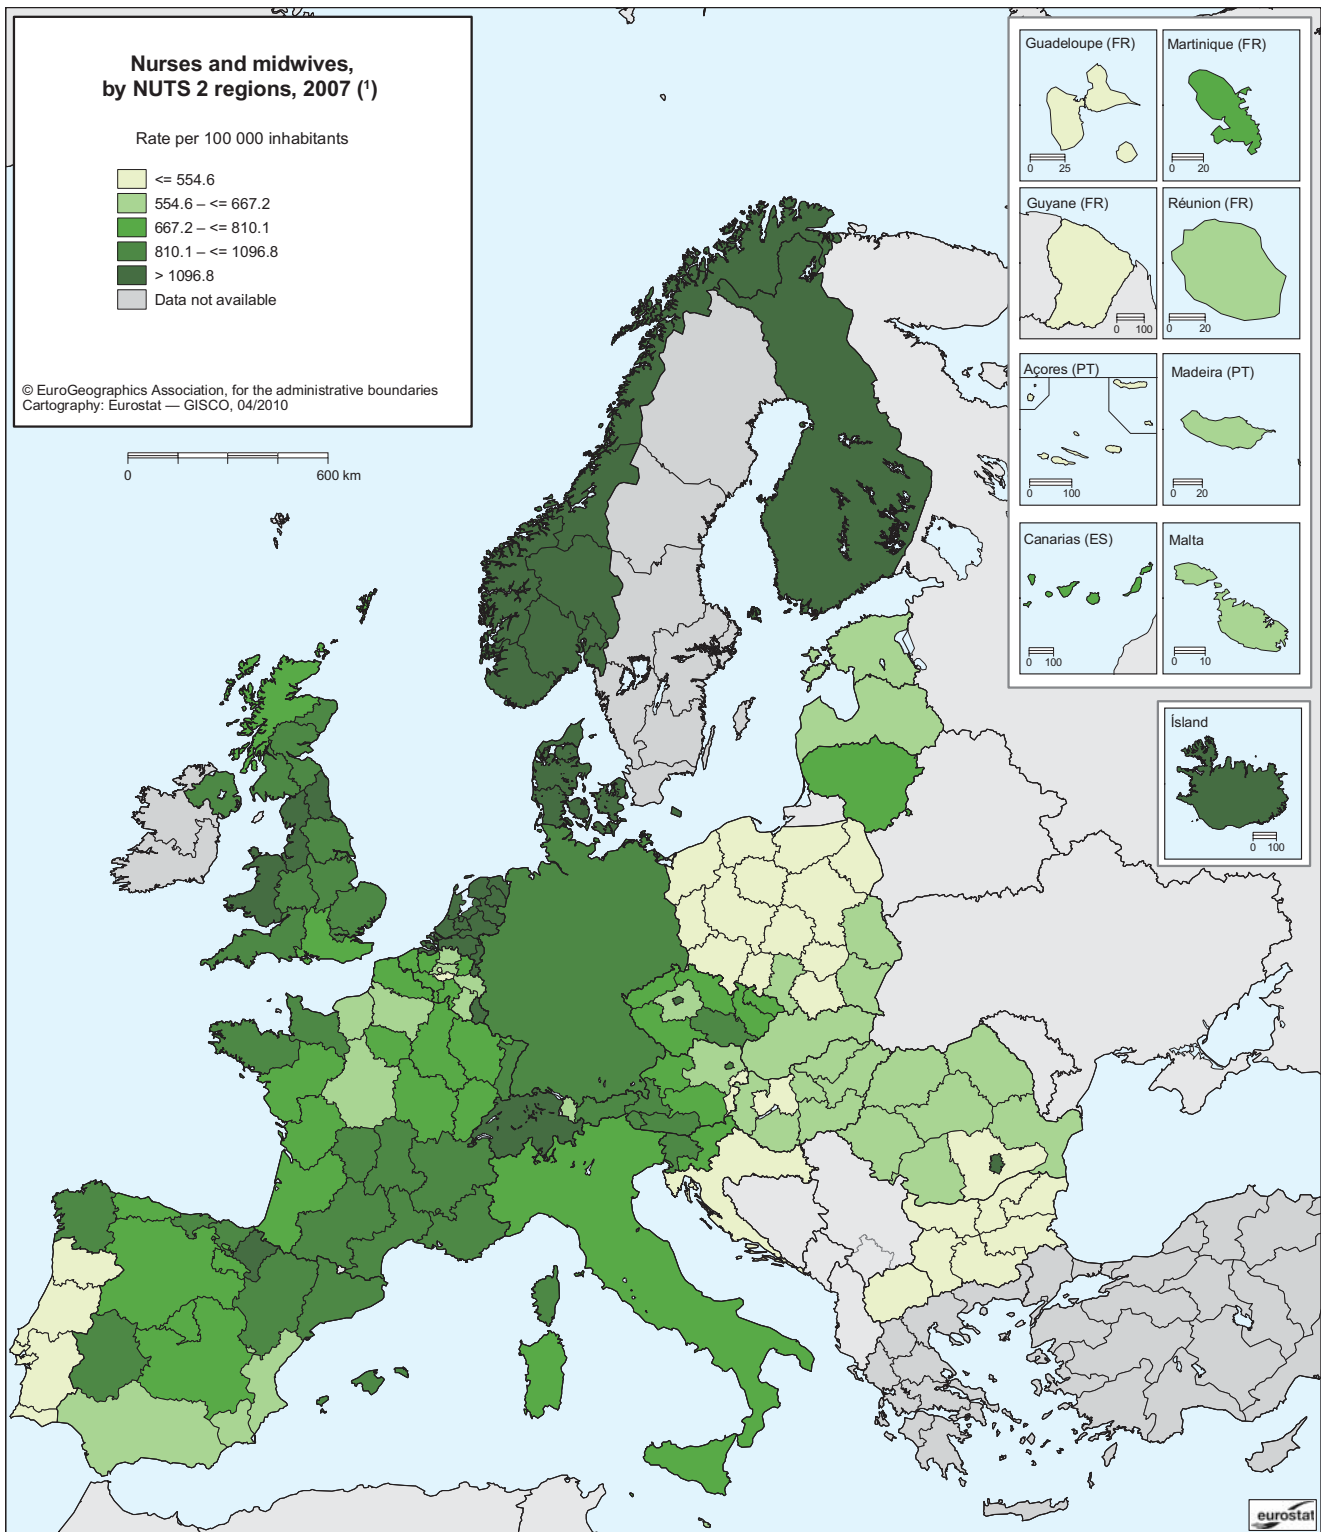 Nurses and midwives,
by NUTS 2 regions, 2007 (¹)
Rate per 100 000 inhabitants
<= 554.6
554.6 – <= 667.2
667.2 – <= 810.1
810.1 – <= 1096.8
> 1096.8
Data not available
© EuroGeographics Association, for the administrative boundaries
Cartography: Eurostat — GISCO, 04/2010
0 600 km
Guadeloupe (FR)
0 25
Martinique (FR)
0 20
Guyane (FR)
0 100
Réunion (FR)
0 20
Açores (PT)
0 100
Madeira (PT)
0 20
Canarias (ES)
0 100
Malta
0 10
Ísland
0 100
eurostat